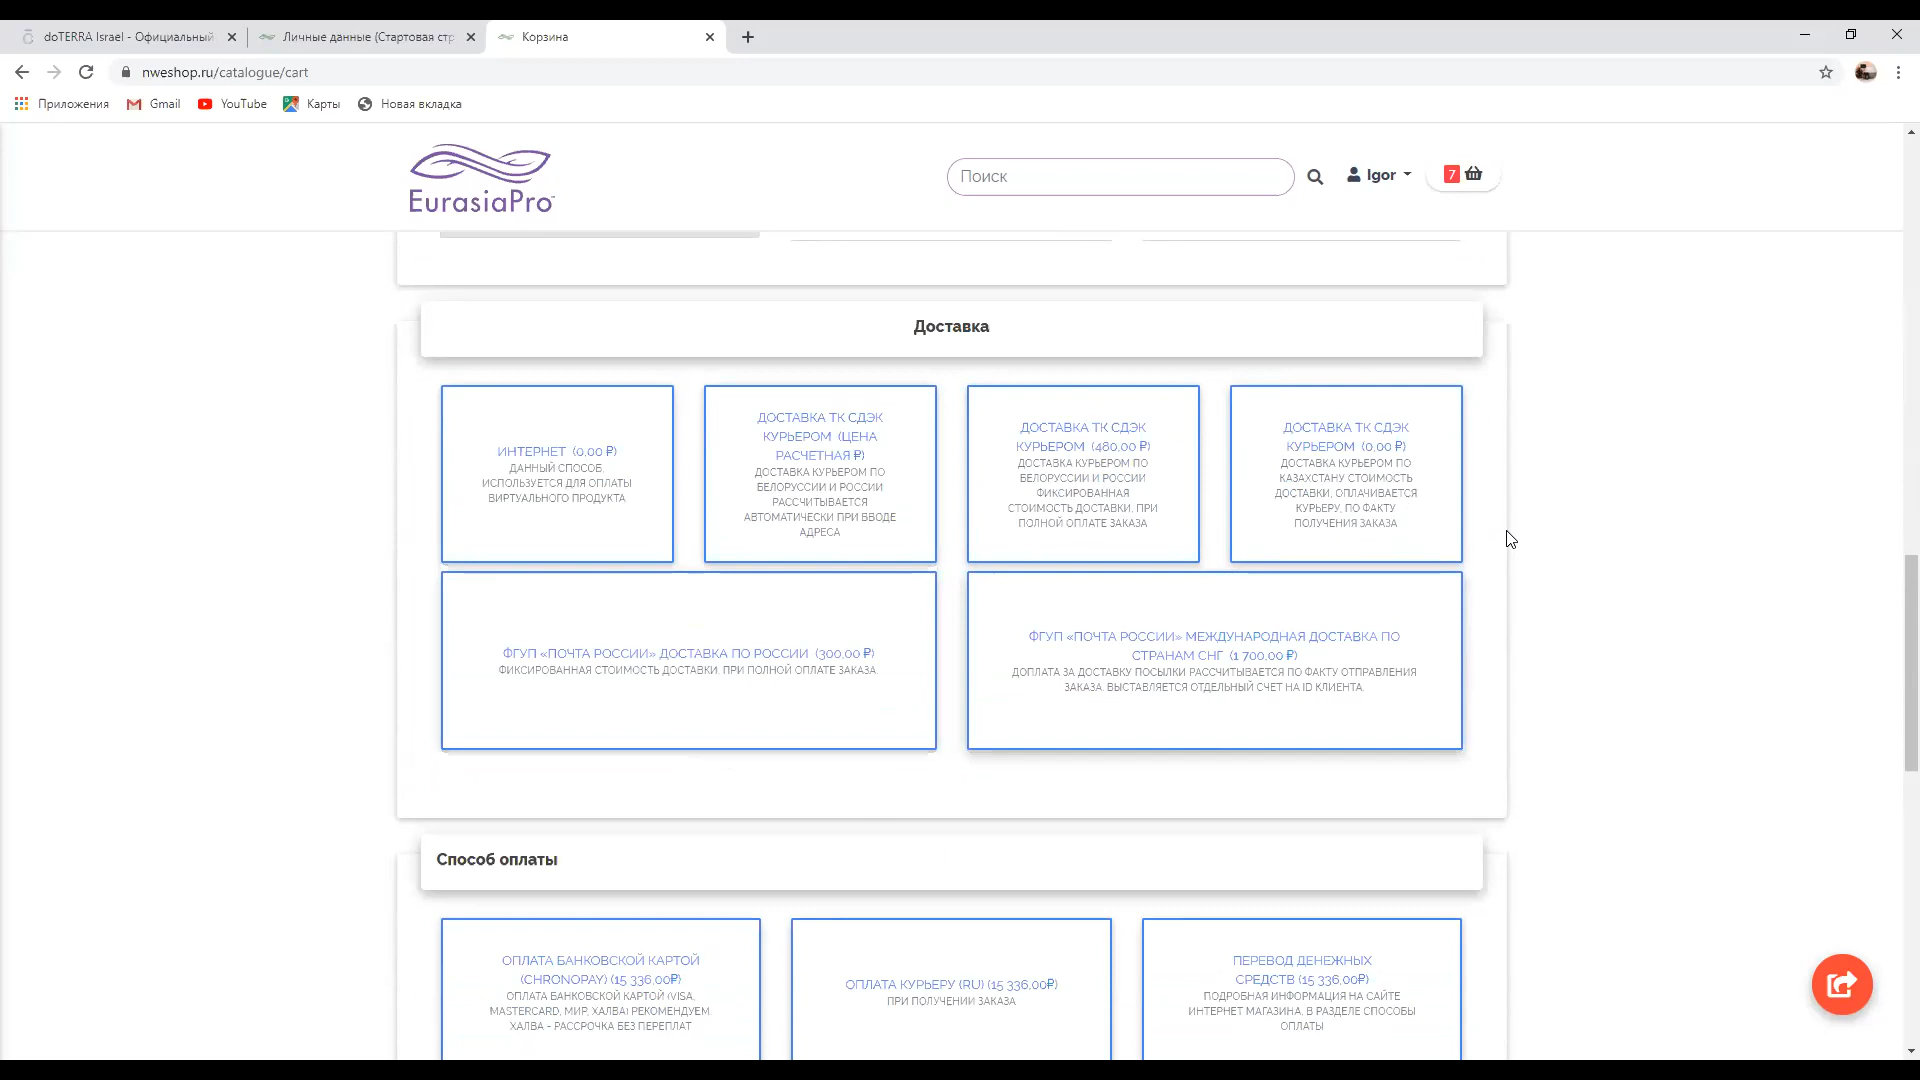 doTERRA Israel - Официальный
Личные данные (Стартовая стр
Корзина
nweshop.ru/catalogue/cart
Приложения
Gmail
YouTube
Карты
Новая вкладка
EurasiaPro
Поиск
Igor
7
Доставка
ИНТЕРНЕТ (0,00 ₽)
ДАННЫЙ СПОСОБ,
ИСПОЛЬЗУЕТСЯ ДЛЯ ОПЛАТЫ
ВИРТУАЛЬНОГО ПРОДУКТА
ДОСТАВКА ТК СДЭК
КУРЬЕРОМ (ЦЕНА
РАСЧЕТНАЯ ₽)
ДОСТАВКА КУРЬЕРОМ ПО
БЕЛОРУССИИ И РОССИИ
РАССЧИТЫВАЕТСЯ
АВТОМАТИЧЕСКИ ПРИ ВВОДЕ
АДРЕСА
ДОСТАВКА ТК СДЭК
КУРЬЕРОМ (480,00 ₽)
ДОСТАВКА КУРЬЕРОМ ПО
БЕЛОРУССИИ И РОССИИ
ФИКСИРОВАННАЯ
СТОИМОСТЬ ДОСТАВКИ, ПРИ
ПОЛНОЙ ОПЛАТЕ ЗАКАЗА
ДОСТАВКА ТК СДЭК
КУРЬЕРОМ (0,00 ₽)
ДОСТАВКА КУРЬЕРОМ ПО
КАЗАХСТАНУ СТОИМОСТЬ
ДОСТАВКИ, ОПЛАЧИВАЕТСЯ
КУРЬЕРУ, ПО ФАКТУ
ПОЛУЧЕНИЯ ЗАКАЗА
ФГУП «ПОЧТА РОССИИ» ДОСТАВКА ПО РОССИИ (300,00 ₽)
ФИКСИРОВАННАЯ СТОИМОСТЬ ДОСТАВКИ. ПРИ ПОЛНОЙ ОПЛАТЕ ЗАКАЗА.
ФГУП «ПОЧТА РОССИИ» МЕЖДУНАРОДНАЯ ДОСТАВКА ПО
СТРАНАМ СНГ (1 700,00 ₽)
ДОПЛАТА ЗА ДОСТАВКУ ПОСЫЛКИ РАССЧИТЫВАЕТСЯ ПО ФАКТУ ОТПРАВЛЕНИЯ
ЗАКАЗА. ВЫСТАВЛЯЕТСЯ ОТДЕЛЬНЫЙ СЧЕТ НА ID КЛИЕНТА.
Способ оплаты
ОПЛАТА БАНКОВСКОЙ КАРТОЙ
(CHRONOPAY) (15 336,00₽)
ОПЛАТА БАНКОВСКОЙ КАРТОЙ (VISA,
MASTERCARD, МИР, ХАЛВА) РЕКОМЕНДУЕМ.
ХАЛВА - РАССРОЧКА БЕЗ ПЕРЕПЛАТ
ОПЛАТА КУРЬЕРУ (RU) (15 336,00₽)
ПРИ ПОЛУЧЕНИИ ЗАКАЗА
ПЕРЕВОД ДЕНЕЖНЫХ
СРЕДСТВ (15 336,00₽)
ПОДРОБНАЯ ИНФОРМАЦИЯ НА САЙТЕ
ИНТЕРНЕТ МАГАЗИНА, В РАЗДЕЛЕ СПОСОБЫ
ОПЛАТЫ